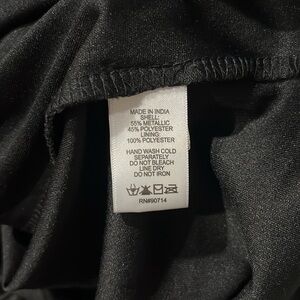 MADE IN INDIA
SHELL:
55% METALLIC
45% POLYESTER
LINING:
100% POLYESTER
HAND WASH COLD
SEPARATELY
DO NOT BLEACH
LINE DRY
DO NOT IRON
RN#90714